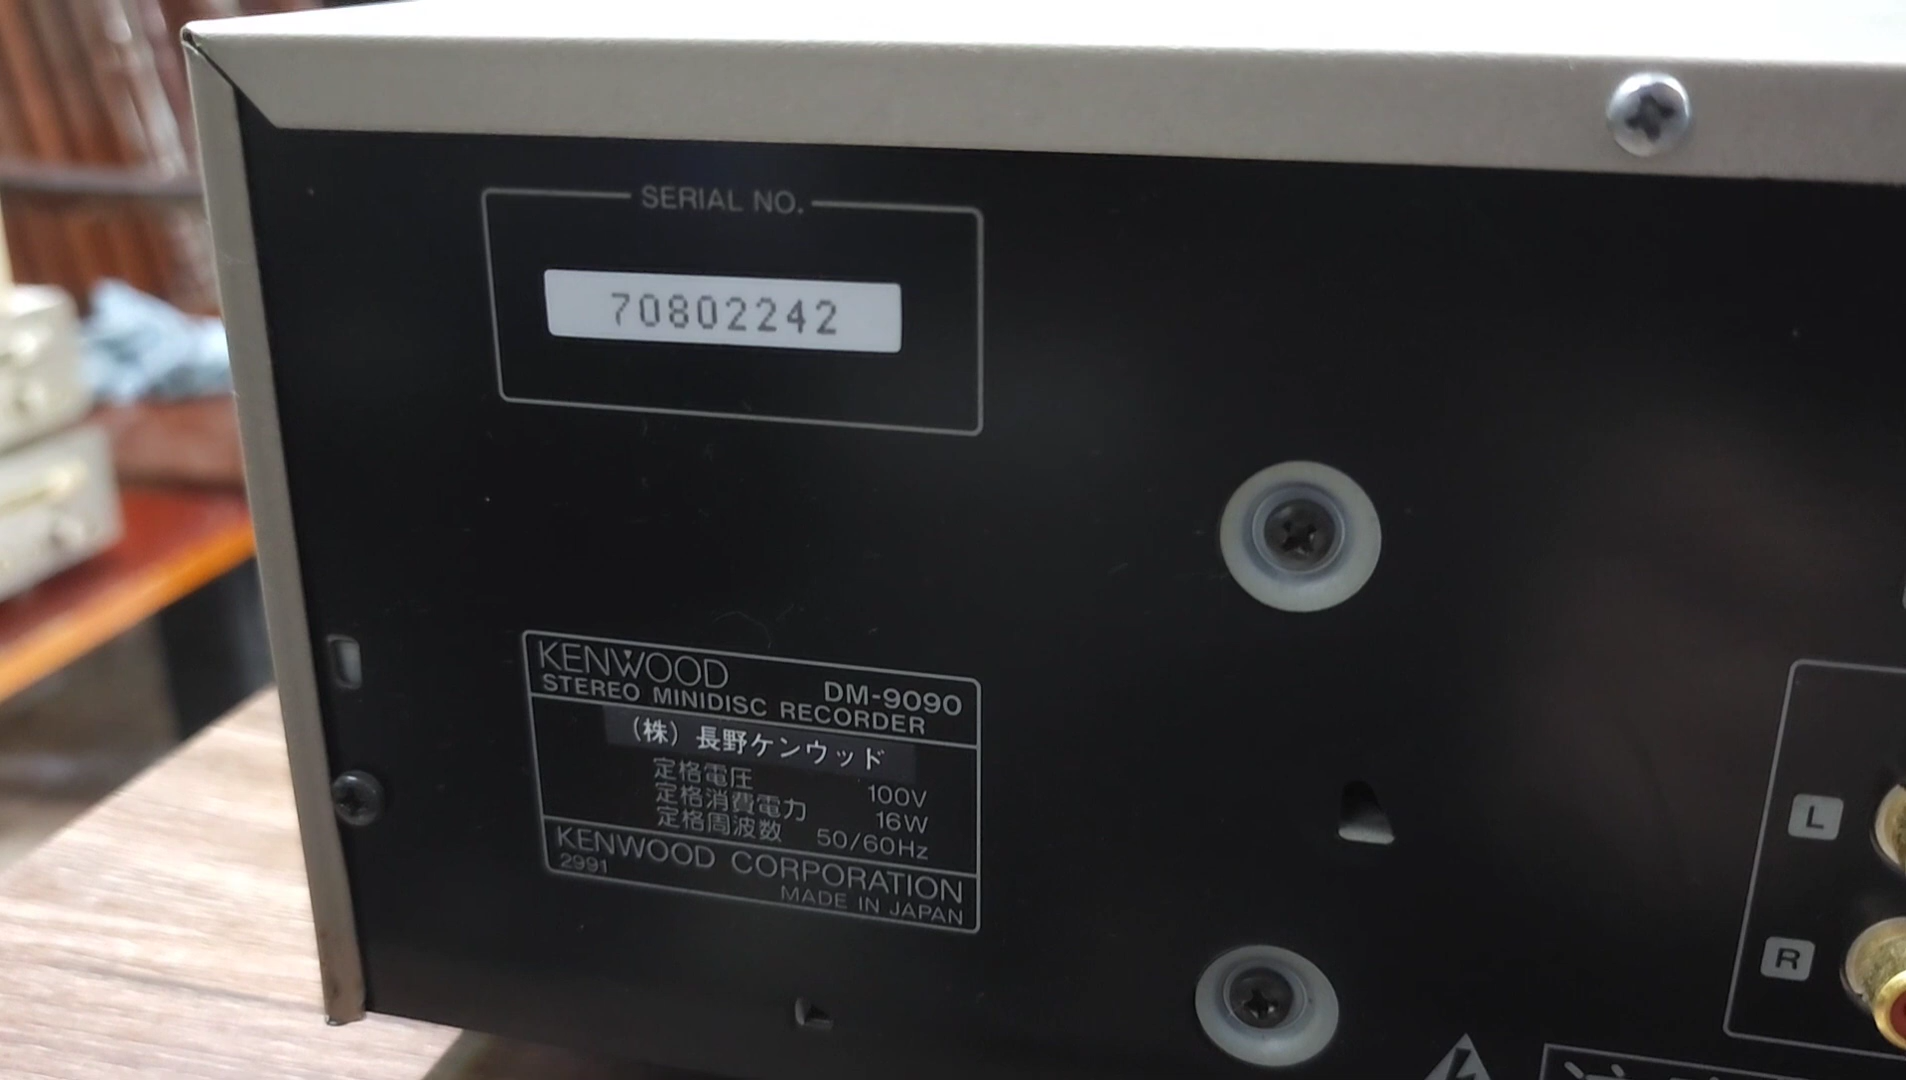 SERIAL NO.
70802242
KENWOOD DM-9090
STEREO MINIDISC RECORDER
(株) 長野ケンウッド
定格電圧 100V
定格消費電力 16W
定格周波数 50/60Hz
KENWOOD CORPORATION
2991 MADE IN JAPAN
L
R